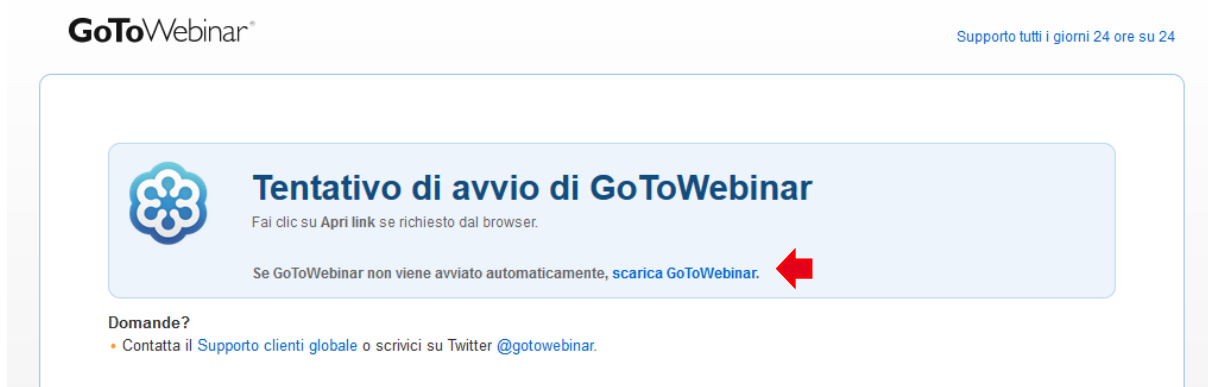 GoToWebinar®
Supporto tutti i giorni 24 ore su 24
Tentativo di avvio di GoToWebinar
Fai clic su Apri link se richiesto dal browser.
Se GoToWebinar non viene avviato automaticamente, scarica GoToWebinar.
Domande?
• Contatta il Supporto clienti globale o scrivici su Twitter @gotowebinar.